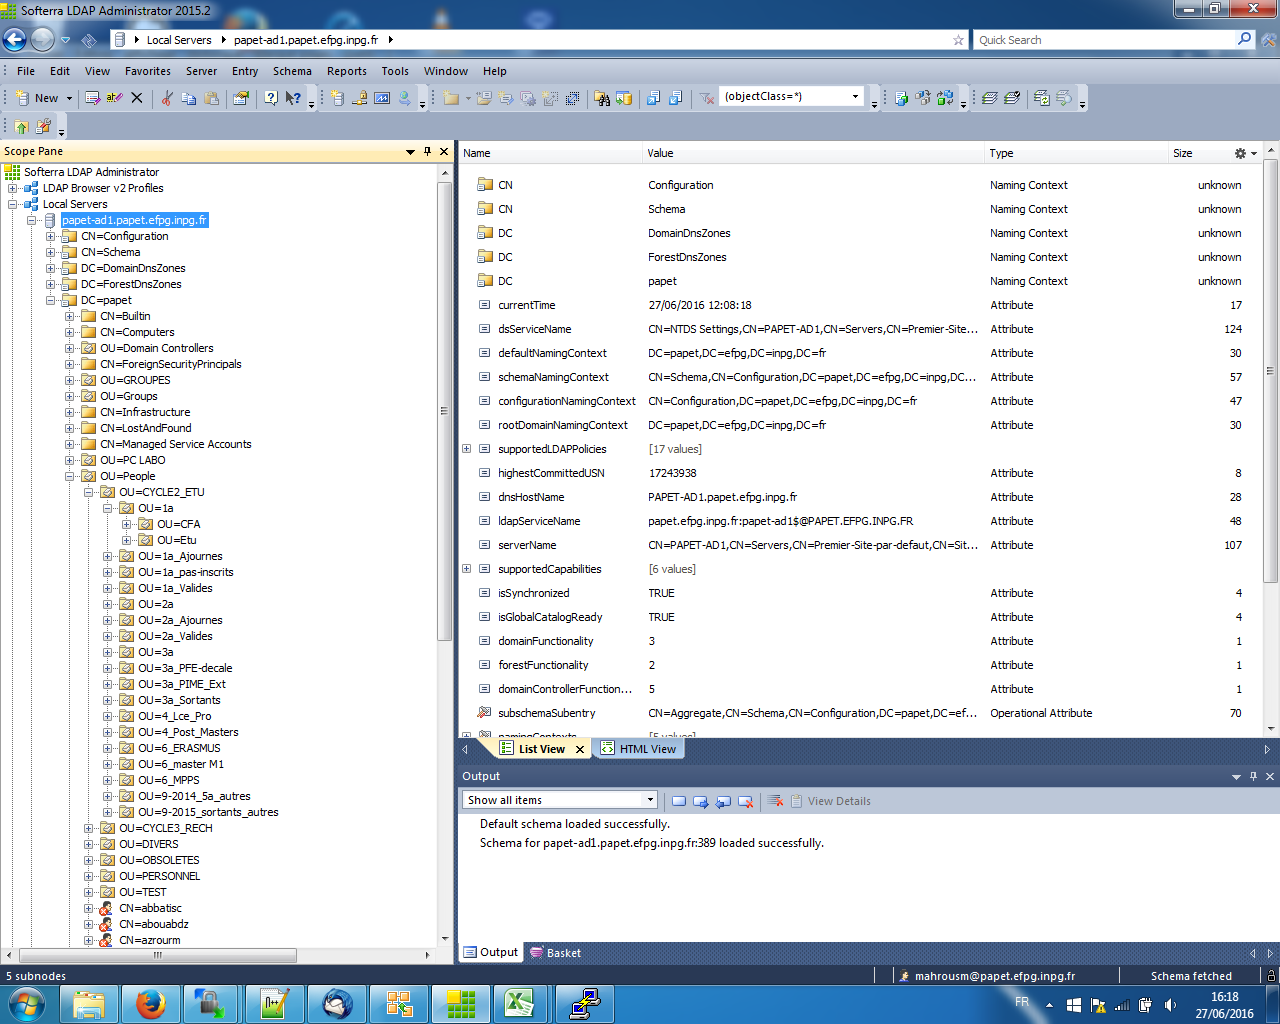 Softerra LDAP Administrator 2015.2
Local Servers papet-ad1.papet.efpg.inpg.fr
Quick Search
File Edit View Favorites Server Entry Schema Reports Tools Window Help
New
(objectClass=*)
Scope Pane
Softerra LDAP Administrator
LDAP Browser v2 Profiles
Local Servers
papet-ad1.papet.efpg.inpg.fr
CN=Configuration
CN=Schema
DC=DomainDnsZones
DC=ForestDnsZones
DC=papet
CN=Builtin
CN=Computers
OU=Domain Controllers
CN=ForeignSecurityPrincipals
OU=GROUPES
OU=Groups
CN=Infrastructure
CN=LostAndFound
CN=Managed Service Accounts
OU=PC LABO
OU=People
OU=CYCLE2_ETU
OU=1a
OU=CFA
OU=Etu
OU=1a_Ajournes
OU=1a_pas-inscrits
OU=1a_Valides
OU=2a
OU=2a_Ajournes
OU=2a_Valides
OU=3a
OU=3a_PFE-decale
OU=3a_PIME_Ext
OU=3a_Sortants
OU=4_Lce_Pro
OU=4_Post_Masters
OU=6_ERASMUS
OU=6_master M1
OU=6_MPPS
OU=9-2014_5a_autres
OU=9-2015_sortants_autres
OU=CYCLE3_RECH
OU=DIVERS
OU=OBSOLETES
OU=PERSONNEL
OU=TEST
CN=abbatisc
CN=abouabdz
CN=azrourm
Name Value Type Size
CN Configuration Naming Context unknown
CN Schema Naming Context unknown
DC DomainDnsZones Naming Context unknown
DC ForestDnsZones Naming Context unknown
DC papet Naming Context unknown
currentTime 27/06/2016 12:08:18 Attribute 17
dsServiceName CN=NTDS Settings,CN=PAPET-AD1,CN=Servers,CN=Premier-Site... Attribute 124
defaultNamingContext DC=papet,DC=efpg,DC=inpg,DC=fr Attribute 30
schemaNamingContext CN=Schema,CN=Configuration,DC=papet,DC=efpg,DC=inpg,DC... Attribute 57
configurationNamingContext CN=Configuration,DC=papet,DC=efpg,DC=inpg,DC=fr Attribute 47
rootDomainNamingContext DC=papet,DC=efpg,DC=inpg,DC=fr Attribute 30
supportedLDAPPolicies [17 values]
highestCommittedUSN 17243938 Attribute 8
dnsHostName PAPET-AD1.papet.efpg.inpg.fr Attribute 28
ldapServiceName papet.efpg.inpg.fr:papet-ad1$@PAPET.EFPG.INPG.FR Attribute 48
serverName CN=PAPET-AD1,CN=Servers,CN=Premier-Site-par-defaut,CN=Sit... Attribute 107
supportedCapabilities [6 values]
isSynchronized TRUE Attribute 4
isGlobalCatalogReady TRUE Attribute 4
domainFunctionality 3 Attribute 1
forestFunctionality 2 Attribute 1
domainControllerFunction... 5 Attribute 1
subschemaSubentry CN=Aggregate,CN=Schema,CN=Configuration,DC=papet,DC=ef... Operational Attribute 70
namingContexts [5 values]
List View HTML View
Output
Show all items View Details
Default schema loaded successfully.
Schema for papet-ad1.papet.efpg.inpg.fr:389 loaded successfully.
Output Basket
5 subnodes mahrousm@papet.efpg.inpg.fr Schema fetched
FR 16:18
27/06/2016